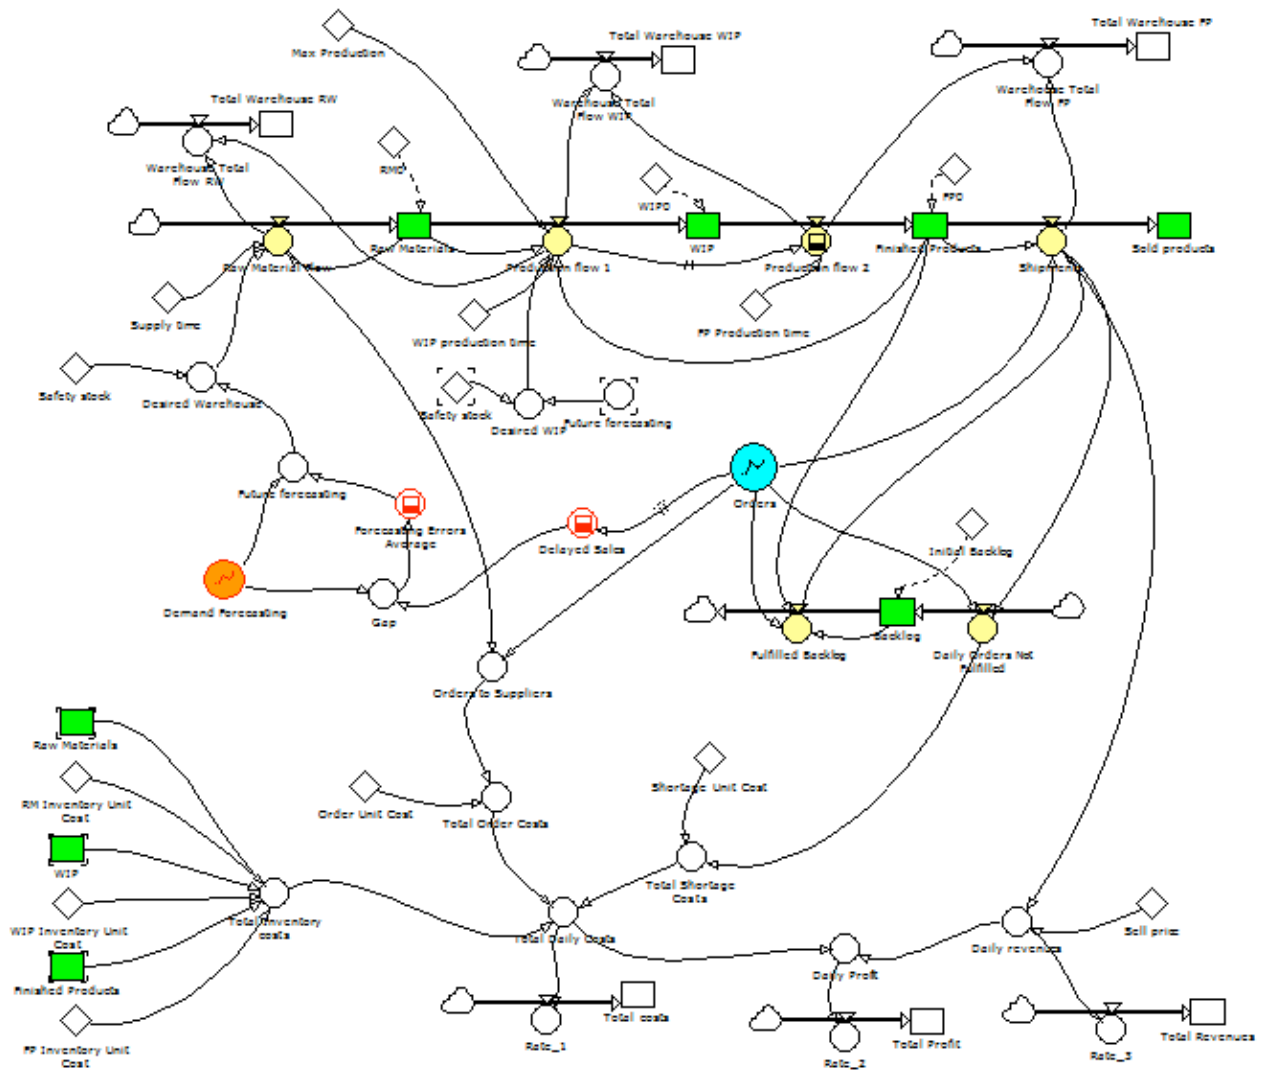 Total Warehouse FP
Total Warehouse WIP
Max Production
Warehouse Total
Flow FP
Total Warehouse RW
Warehouse Total
Flow WIP
Warehouse Total
Flow RW
RM0
WIP0
FP0
Raw Materials
WIP
Finished Products
Sold products
Raw Material flow
Production flow 1
Production flow 2
Shipments
Supply time
WIP production time
FP Production time
Safety stock
Desired Warehouse
Safety stock
Desired WIP
Future forecasting
Future forecasting
Orders
Forecasting Errors
Average
Delayed Sales
Initial Backlog
Demand Forecasting
Gap
Backlog
Fulfilled Backlog
Daily Orders Not
Fulfilled
Orders to Suppliers
Raw Materials
RM Inventory Unit
Cost
Order Unit Cost
Total Order Costs
Shortage Unit Cost
WIP
Total Shortage
Costs
WIP Inventory Unit
Cost
Total Inventory
costs
Total Daily Costs
Daily revenues
Sell price
Daily Profit
Finished Products
FP Inventory Unit
Cost
Total costs
Rate_1
Total Profit
Rate_2
Total Revenues
Rate_3